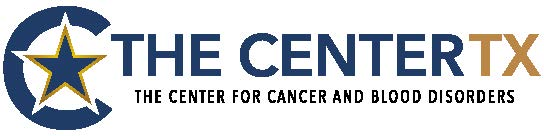 THE CENTERTX
THE CENTER FOR CANCER AND BLOOD DISORDERS